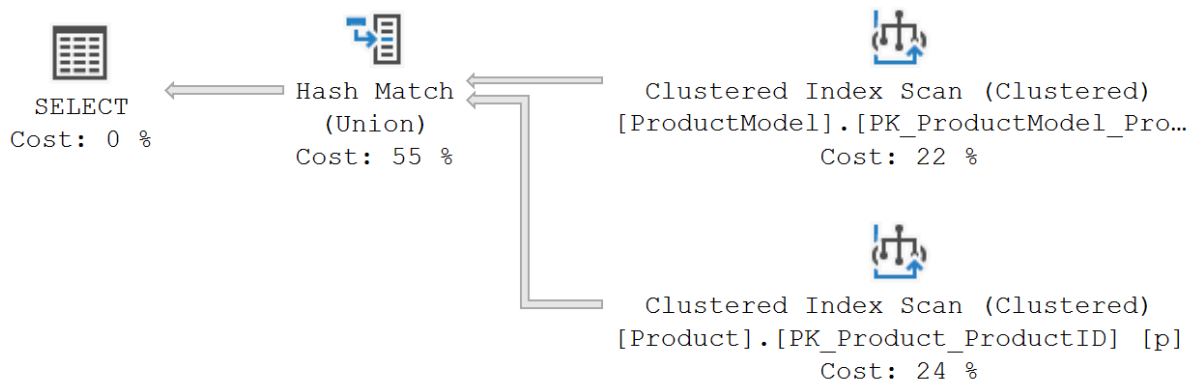 SELECT
Cost: 0 %
Hash Match
(Union)
Cost: 55 %
Clustered Index Scan (Clustered)
[ProductModel].[PK_ProductModel_Pro…
Cost: 22 %
Clustered Index Scan (Clustered)
[Product].[PK_Product_ProductID] [p]
Cost: 24 %